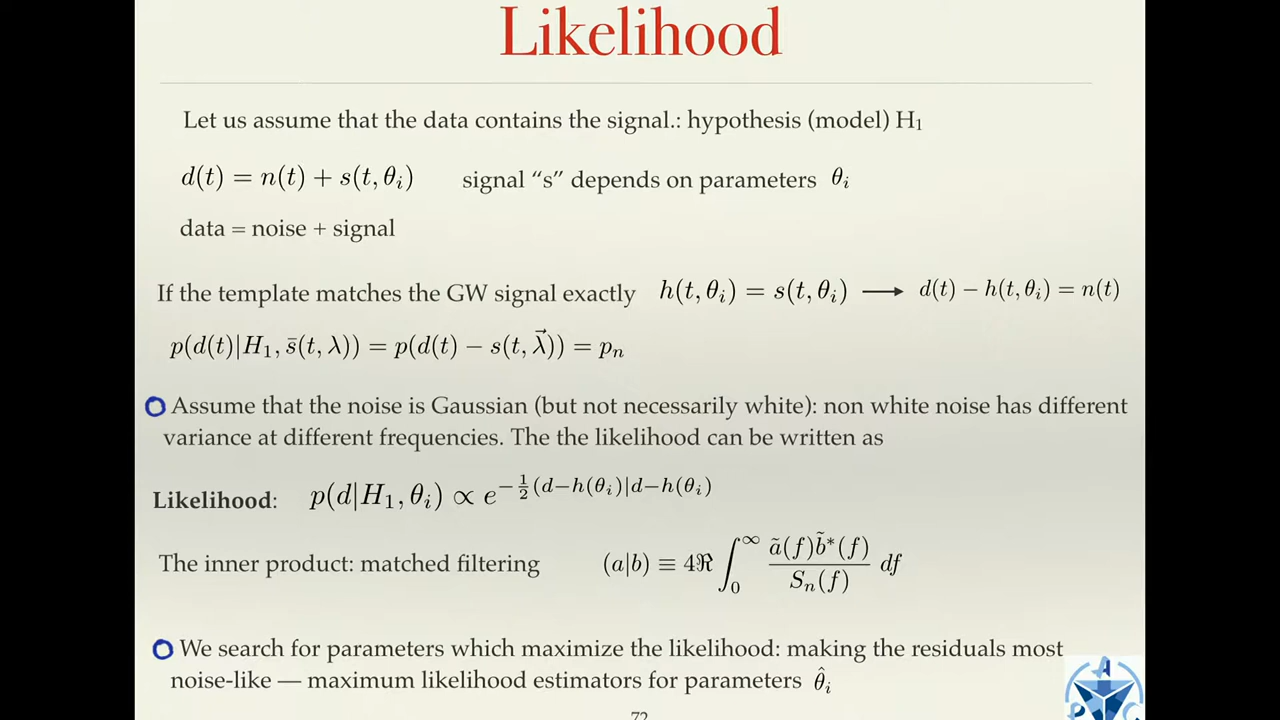 Likelihood
Let us assume that the data contains the signal.: hypothesis (model) H₁
d(t) = n(t) + s(t, θᵢ) signal “s” depends on parameters θᵢ
data = noise + signal
If the template matches the GW signal exactly h(t, θᵢ) = s(t, θᵢ) ⟶ d(t) − h(t, θᵢ) = n(t)
p(d(t)|H₁, s̄(t, λ)) = p(d(t) − s(t, λ⃗)) = pₙ
Assume that the noise is Gaussian (but not necessarily white): non white noise has different
variance at different frequencies. The the likelihood can be written as
Likelihood: p(d|H₁, θᵢ) ∝ e^{−½(d−h(θᵢ)|d−h(θᵢ))}
The inner product: matched filtering (a|b) ≡ 4ℜ ∫₀^∞ ã(f)b̃*(f) / Sₙ(f) df
We search for parameters which maximize the likelihood: making the residuals most
noise-like — maximum likelihood estimators for parameters θ̂ᵢ
72
A P C